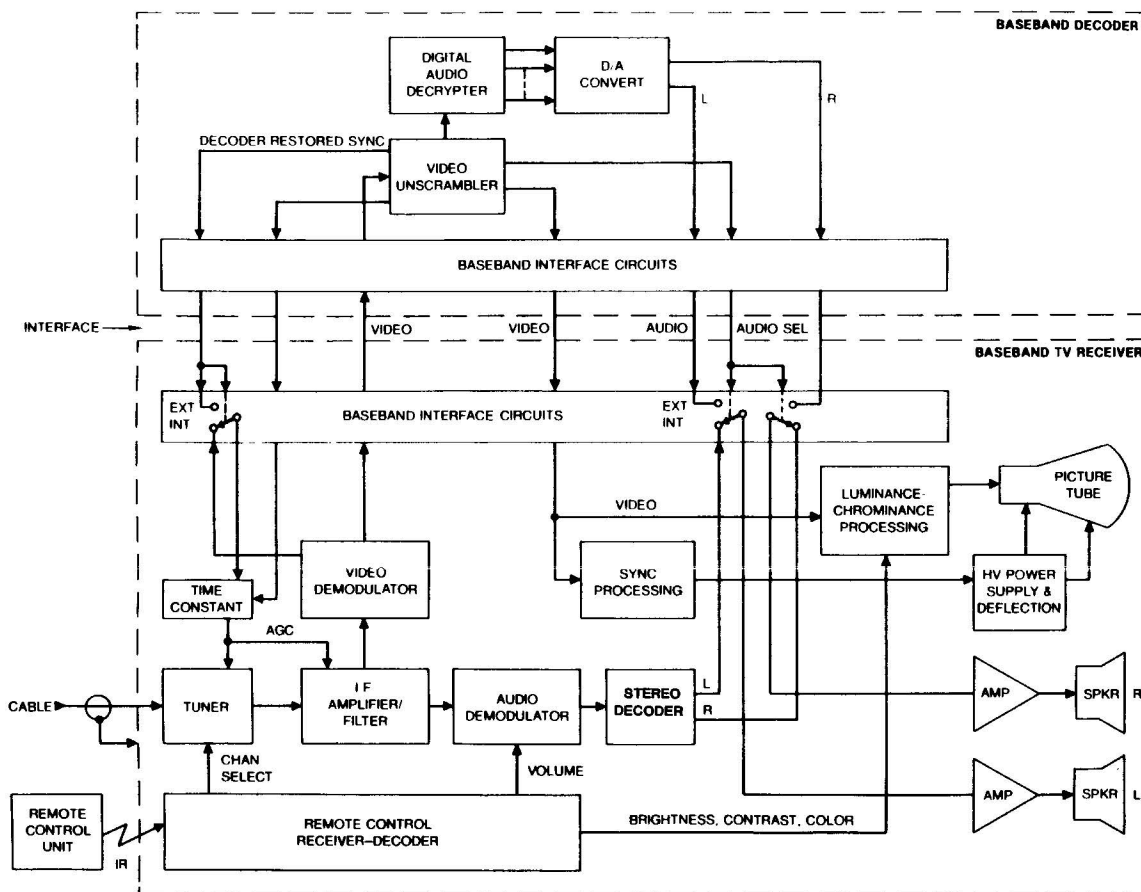 BASEBAND DECODER
DIGITAL
AUDIO
DECRYPTER
D/A
CONVERT
L
R
DECODER RESTORED SYNC
VIDEO
UNSCRAMBLER
BASEBAND INTERFACE CIRCUITS
INTERFACE
VIDEO
VIDEO
AUDIO
AUDIO SEL
BASEBAND TV RECEIVER
EXT
INT
BASEBAND INTERFACE CIRCUITS
EXT
INT
LUMINANCE-
CHROMINANCE
PROCESSING
PICTURE
TUBE
VIDEO
VIDEO
DEMODULATOR
SYNC
PROCESSING
HV POWER
SUPPLY &
DEFLECTION
TIME
CONSTANT
AGC
CABLE
TUNER
I.F
AMPLIFIER/
FILTER
AUDIO
DEMODULATOR
STEREO
DECODER
L
R
AMP
SPKR
R
CHAN
SELECT
VOLUME
AMP
SPKR
L
REMOTE
CONTROL
UNIT
IR
REMOTE CONTROL
RECEIVER-DECODER
BRIGHTNESS, CONTRAST, COLOR